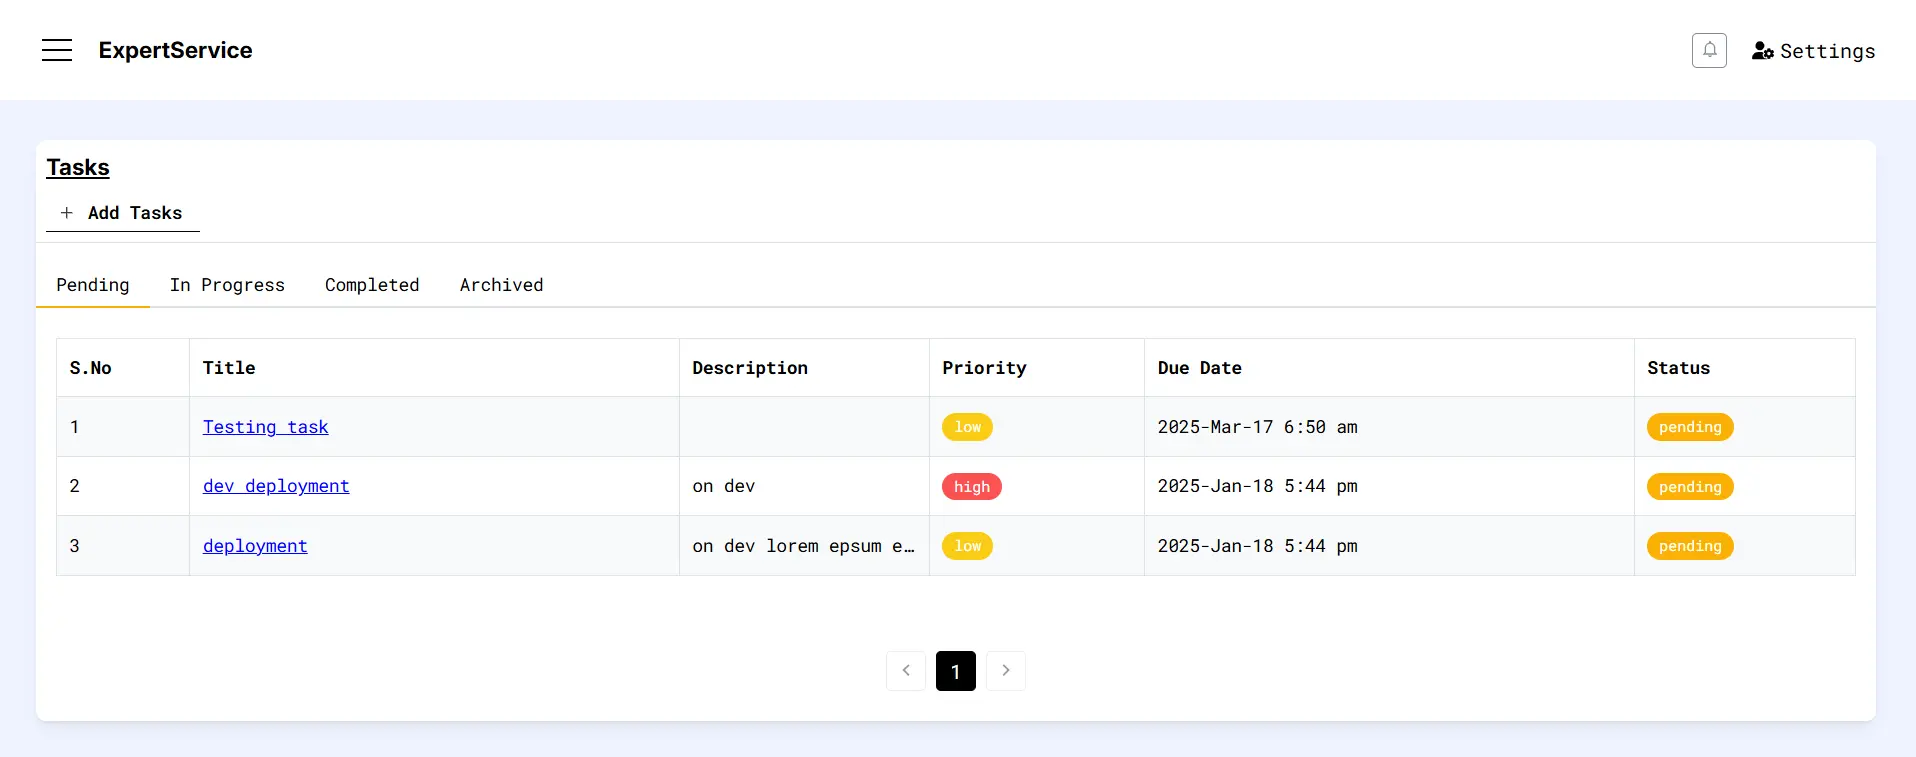 ExpertService
Settings
Tasks
+ Add Tasks
Pending In Progress Completed Archived
S.No Title Description Priority Due Date Status
1 Testing task low 2025-Mar-17 6:50 am pending
2 dev deployment on dev high 2025-Jan-18 5:44 pm pending
3 deployment on dev lorem epsum e… low 2025-Jan-18 5:44 pm pending
1